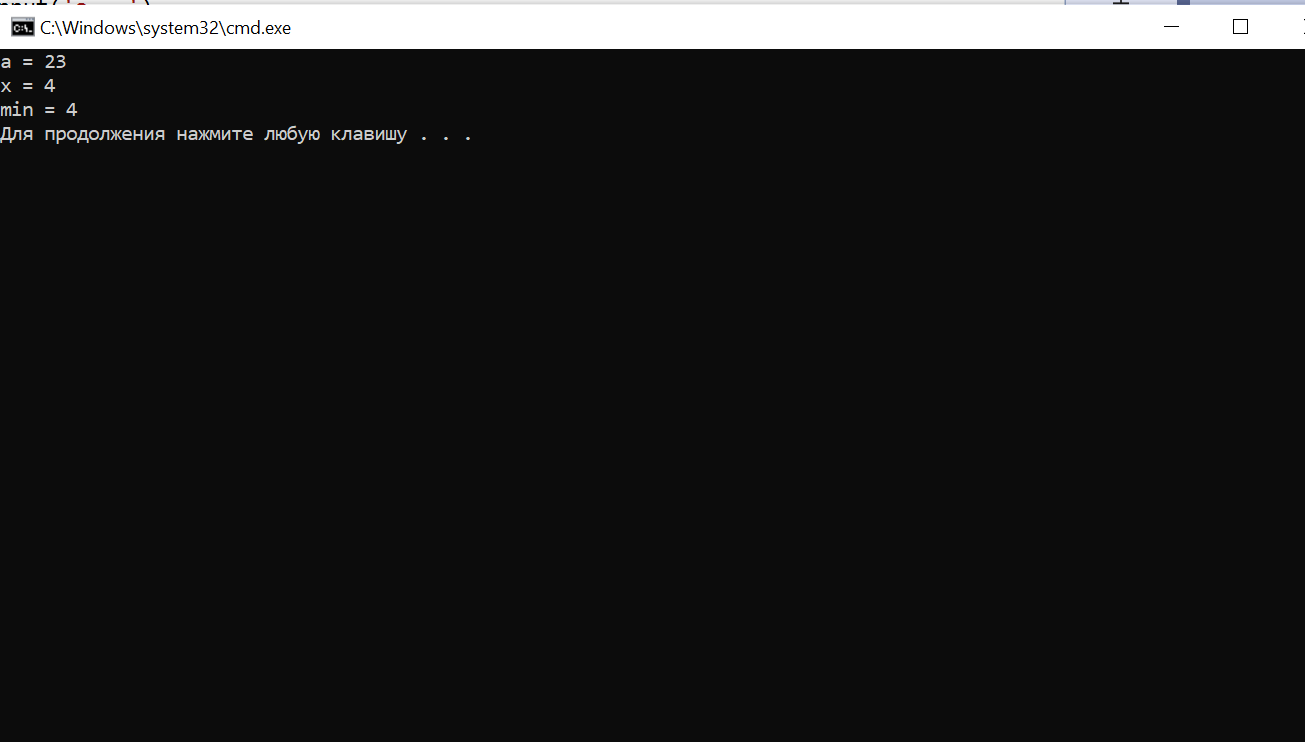 C:\Windows\system32\cmd.exe
a = 23
x = 4
min = 4
Для продолжения нажмите любую клавишу . . .